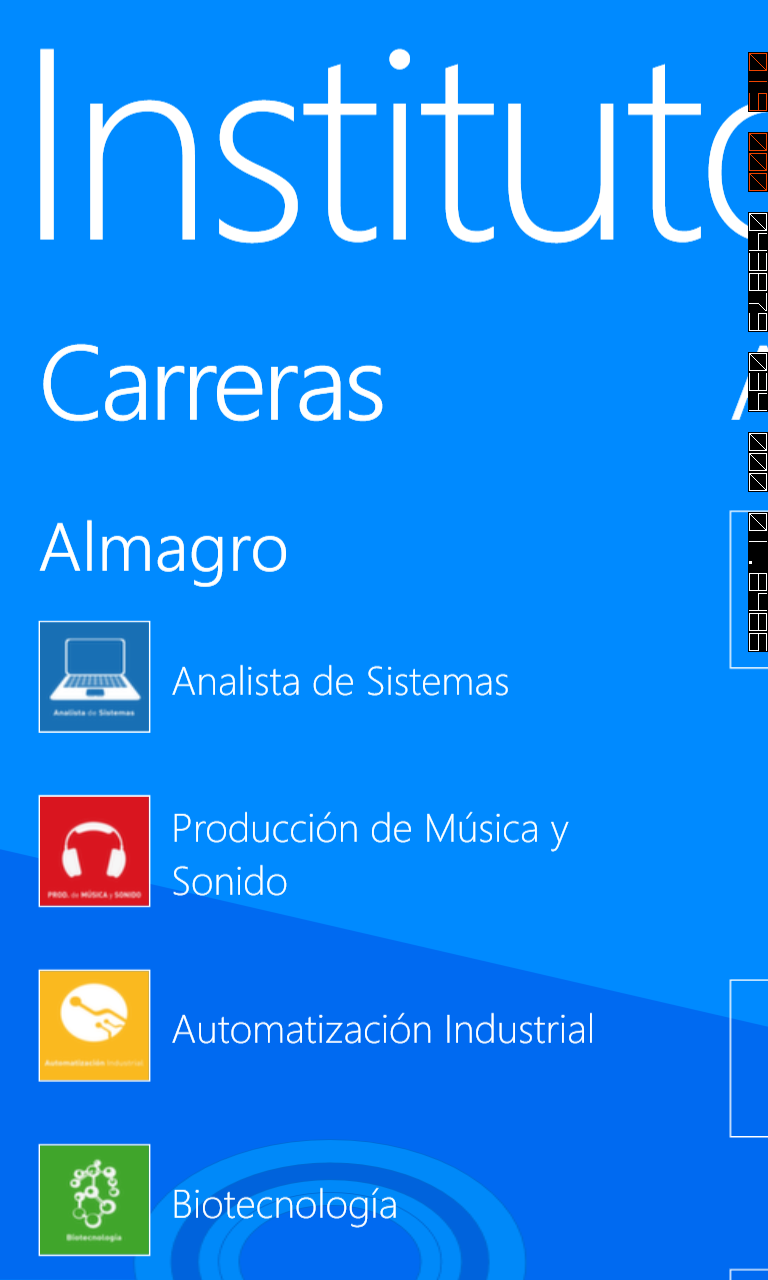 Instituto
Carreras
A
Almagro
Analista de Sistemas
Analista de Sistemas
Producción de Música y
Sonido
PROD. de MÚSICA y SONIDO
Automatización Industrial
Automatización Industrial
Biotecnología
Biotecnología